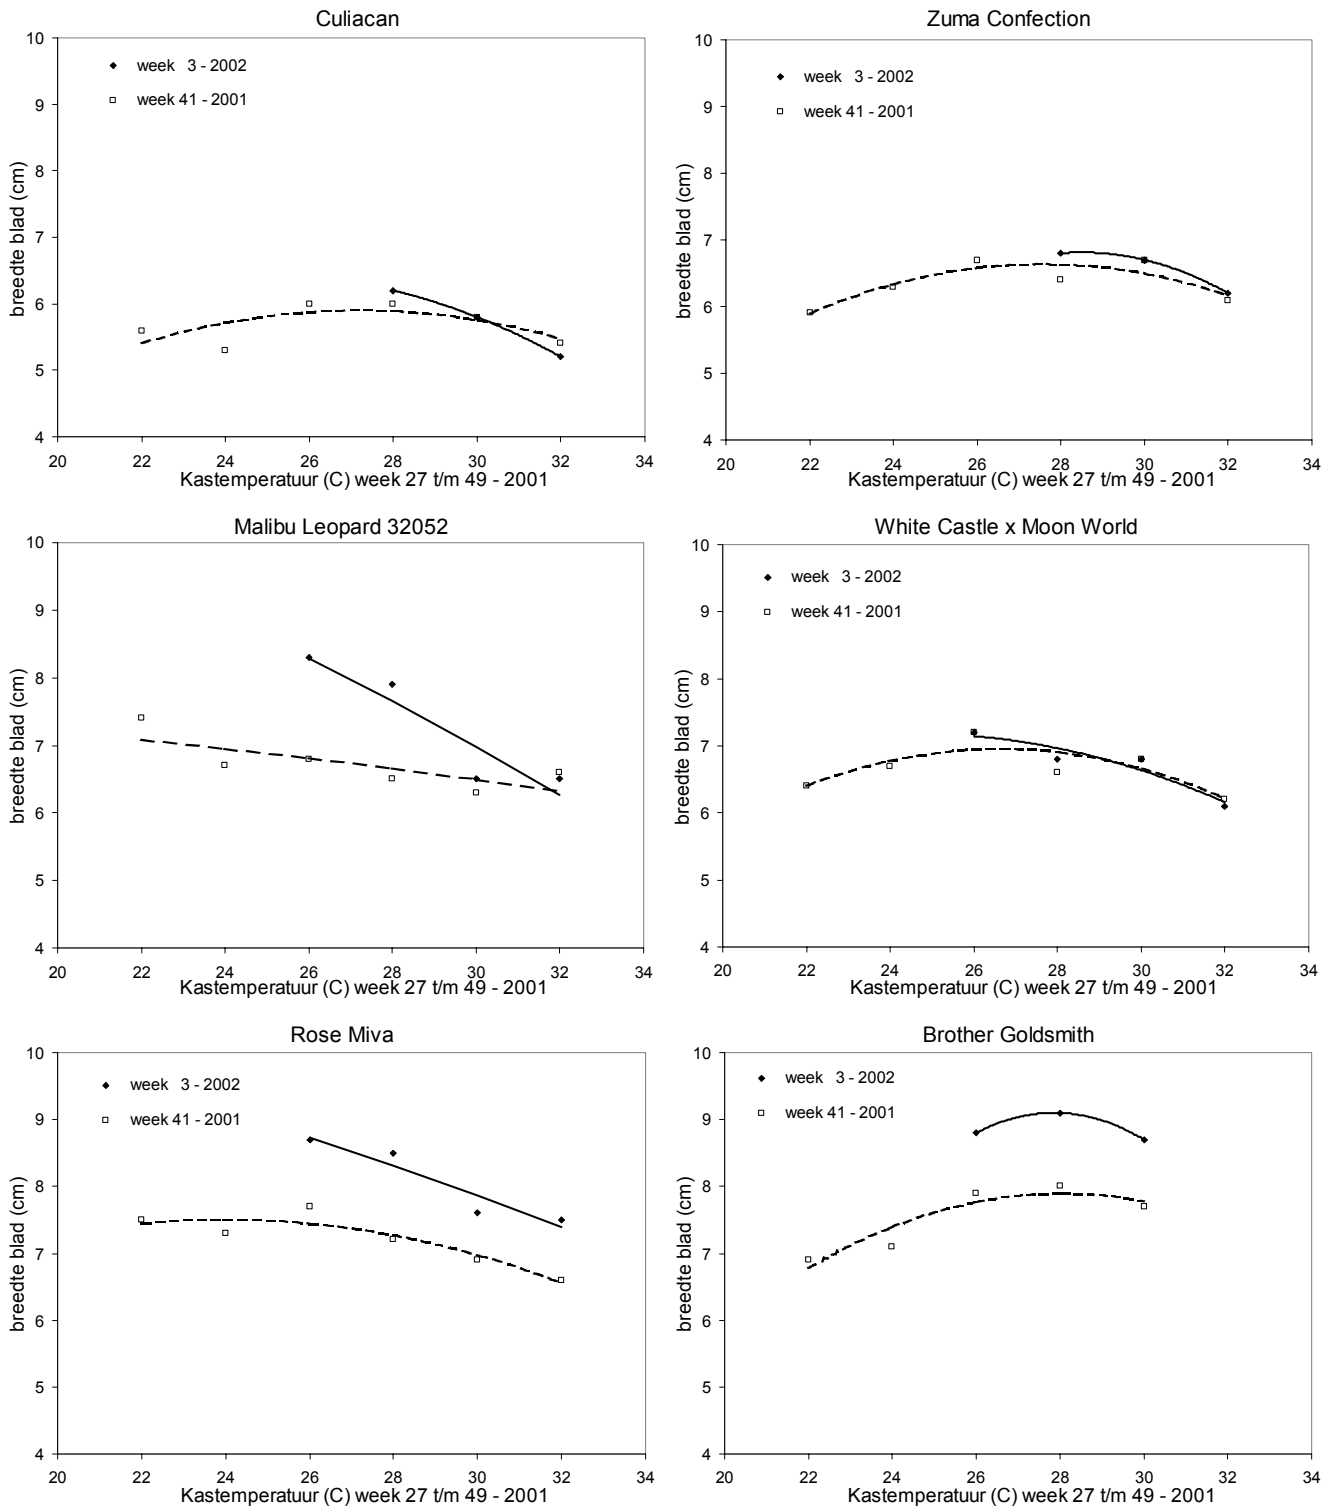 Culiacan
10
9
8
7
6
5
4
breedte blad (cm)
week 3 - 2002
week 41 - 2001
20 22 24 26 28 30 32 34
Kastemperatuur (C) week 27 t/m 49 - 2001
Zuma Confection
10
9
8
7
6
5
4
breedte blad (cm)
week 3 - 2002
week 41 - 2001
20 22 24 26 28 30 32 34
Kastemperatuur (C) week 27 t/m 49 - 2001
Malibu Leopard 32052
10
9
8
7
6
5
4
breedte blad (cm)
20 22 24 26 28 30 32 34
Kastemperatuur (C) week 27 t/m 49 - 2001
White Castle x Moon World
10
9
8
7
6
5
4
breedte blad (cm)
week 3 - 2002
week 41 - 2001
20 22 24 26 28 30 32 34
Kastemperatuur (C) week 27 t/m 49 - 2001
Rose Miva
10
9
8
7
6
5
4
breedte blad (cm)
week 3 - 2002
week 41 - 2001
20 22 24 26 28 30 32 34
Kastemperatuur (C) week 27 t/m 49 - 2001
Brother Goldsmith
10
9
8
7
6
5
4
breedte blad (cm)
week 3 - 2002
week 41 - 2001
20 22 24 26 28 30 32 34
Kastemperatuur (C) week 27 t/m 49 - 2001